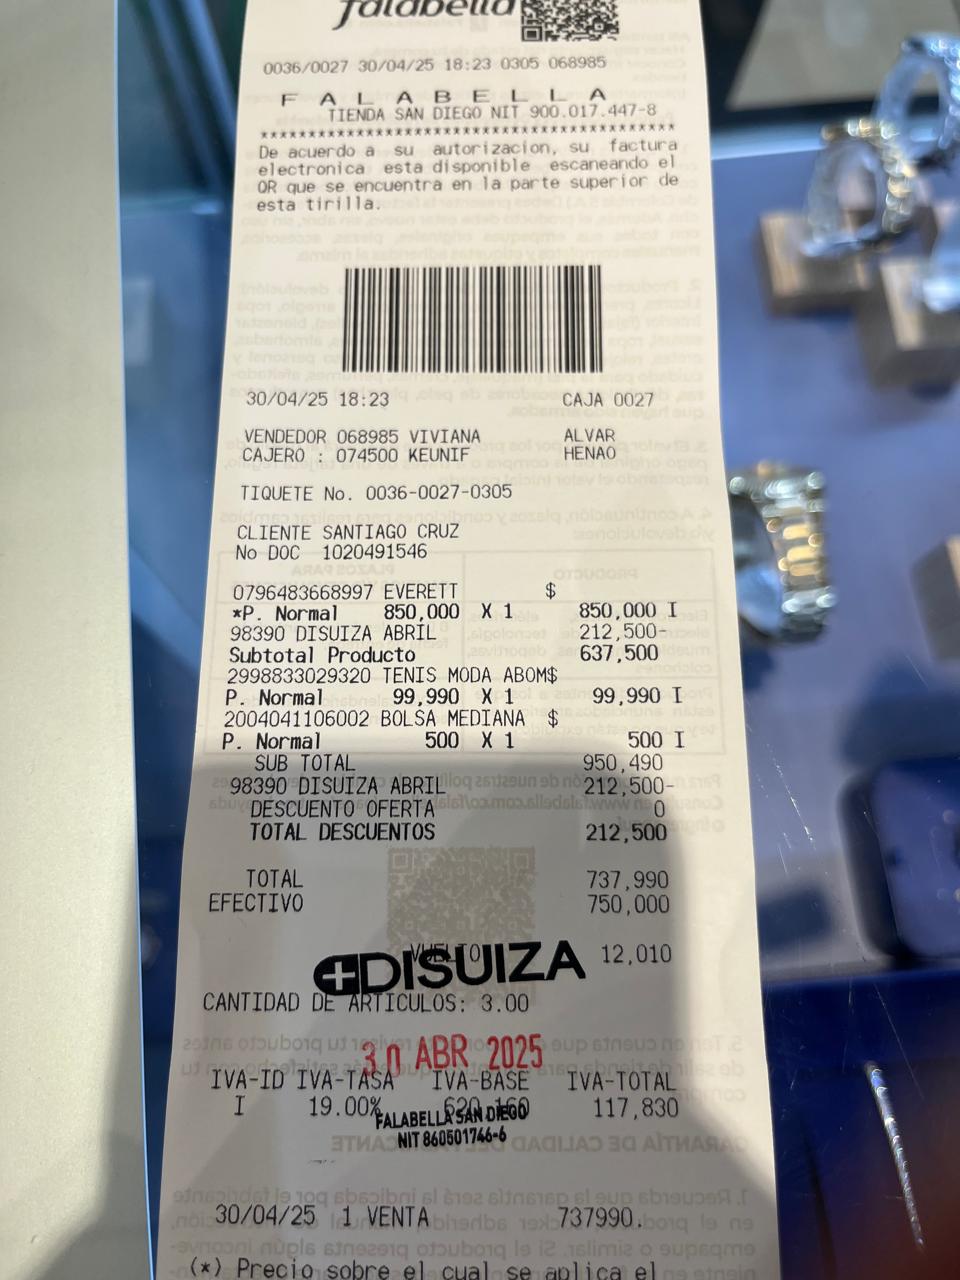 falabella
0036/0027 30/04/25 18:23 0305 068985
F A L A B E L L A
TIENDA SAN DIEGO NIT 900.017.447-8
******************************************
De acuerdo a su autorizacion, su factura
electronica esta disponible escaneando el
QR que se encuentra en la parte superior de
esta tirilla.
30/04/25 18:23 CAJA 0027
VENDEDOR 068985 VIVIANA ALVAR
CAJERO : 074500 KEUNIF HENAO
TIQUETE No. 0036-0027-0305
CLIENTE SANTIAGO CRUZ
No DOC 1020491546
0796483668997 EVERETT $
*P. Normal 850,000 X 1 850,000 I
98390 DISUIZA ABRIL 212,500-
Subtotal Producto 637,500
2998833029320 TENIS MODA ABOM$
P. Normal 99,990 X 1 99,990 I
2004041106002 BOLSA MEDIANA $
P. Normal 500 X 1 500 I
SUB TOTAL 950,490
98390 DISUIZA ABRIL 212,500-
DESCUENTO OFERTA 0
TOTAL DESCUENTOS 212,500
TOTAL 737,990
EFECTIVO 750,000
VUELTO 12,010
DISUIZA
CANTIDAD DE ARTICULOS: 3.00
30 ABR 2025
IVA-ID IVA-TASA IVA-BASE IVA-TOTAL
I 19.00% 620,160 117,830
FALABELLA SAN DIEGO
NIT 860501746-6
30/04/25 1 VENTA 737990.
(*) Precio sobre el cual se aplica el